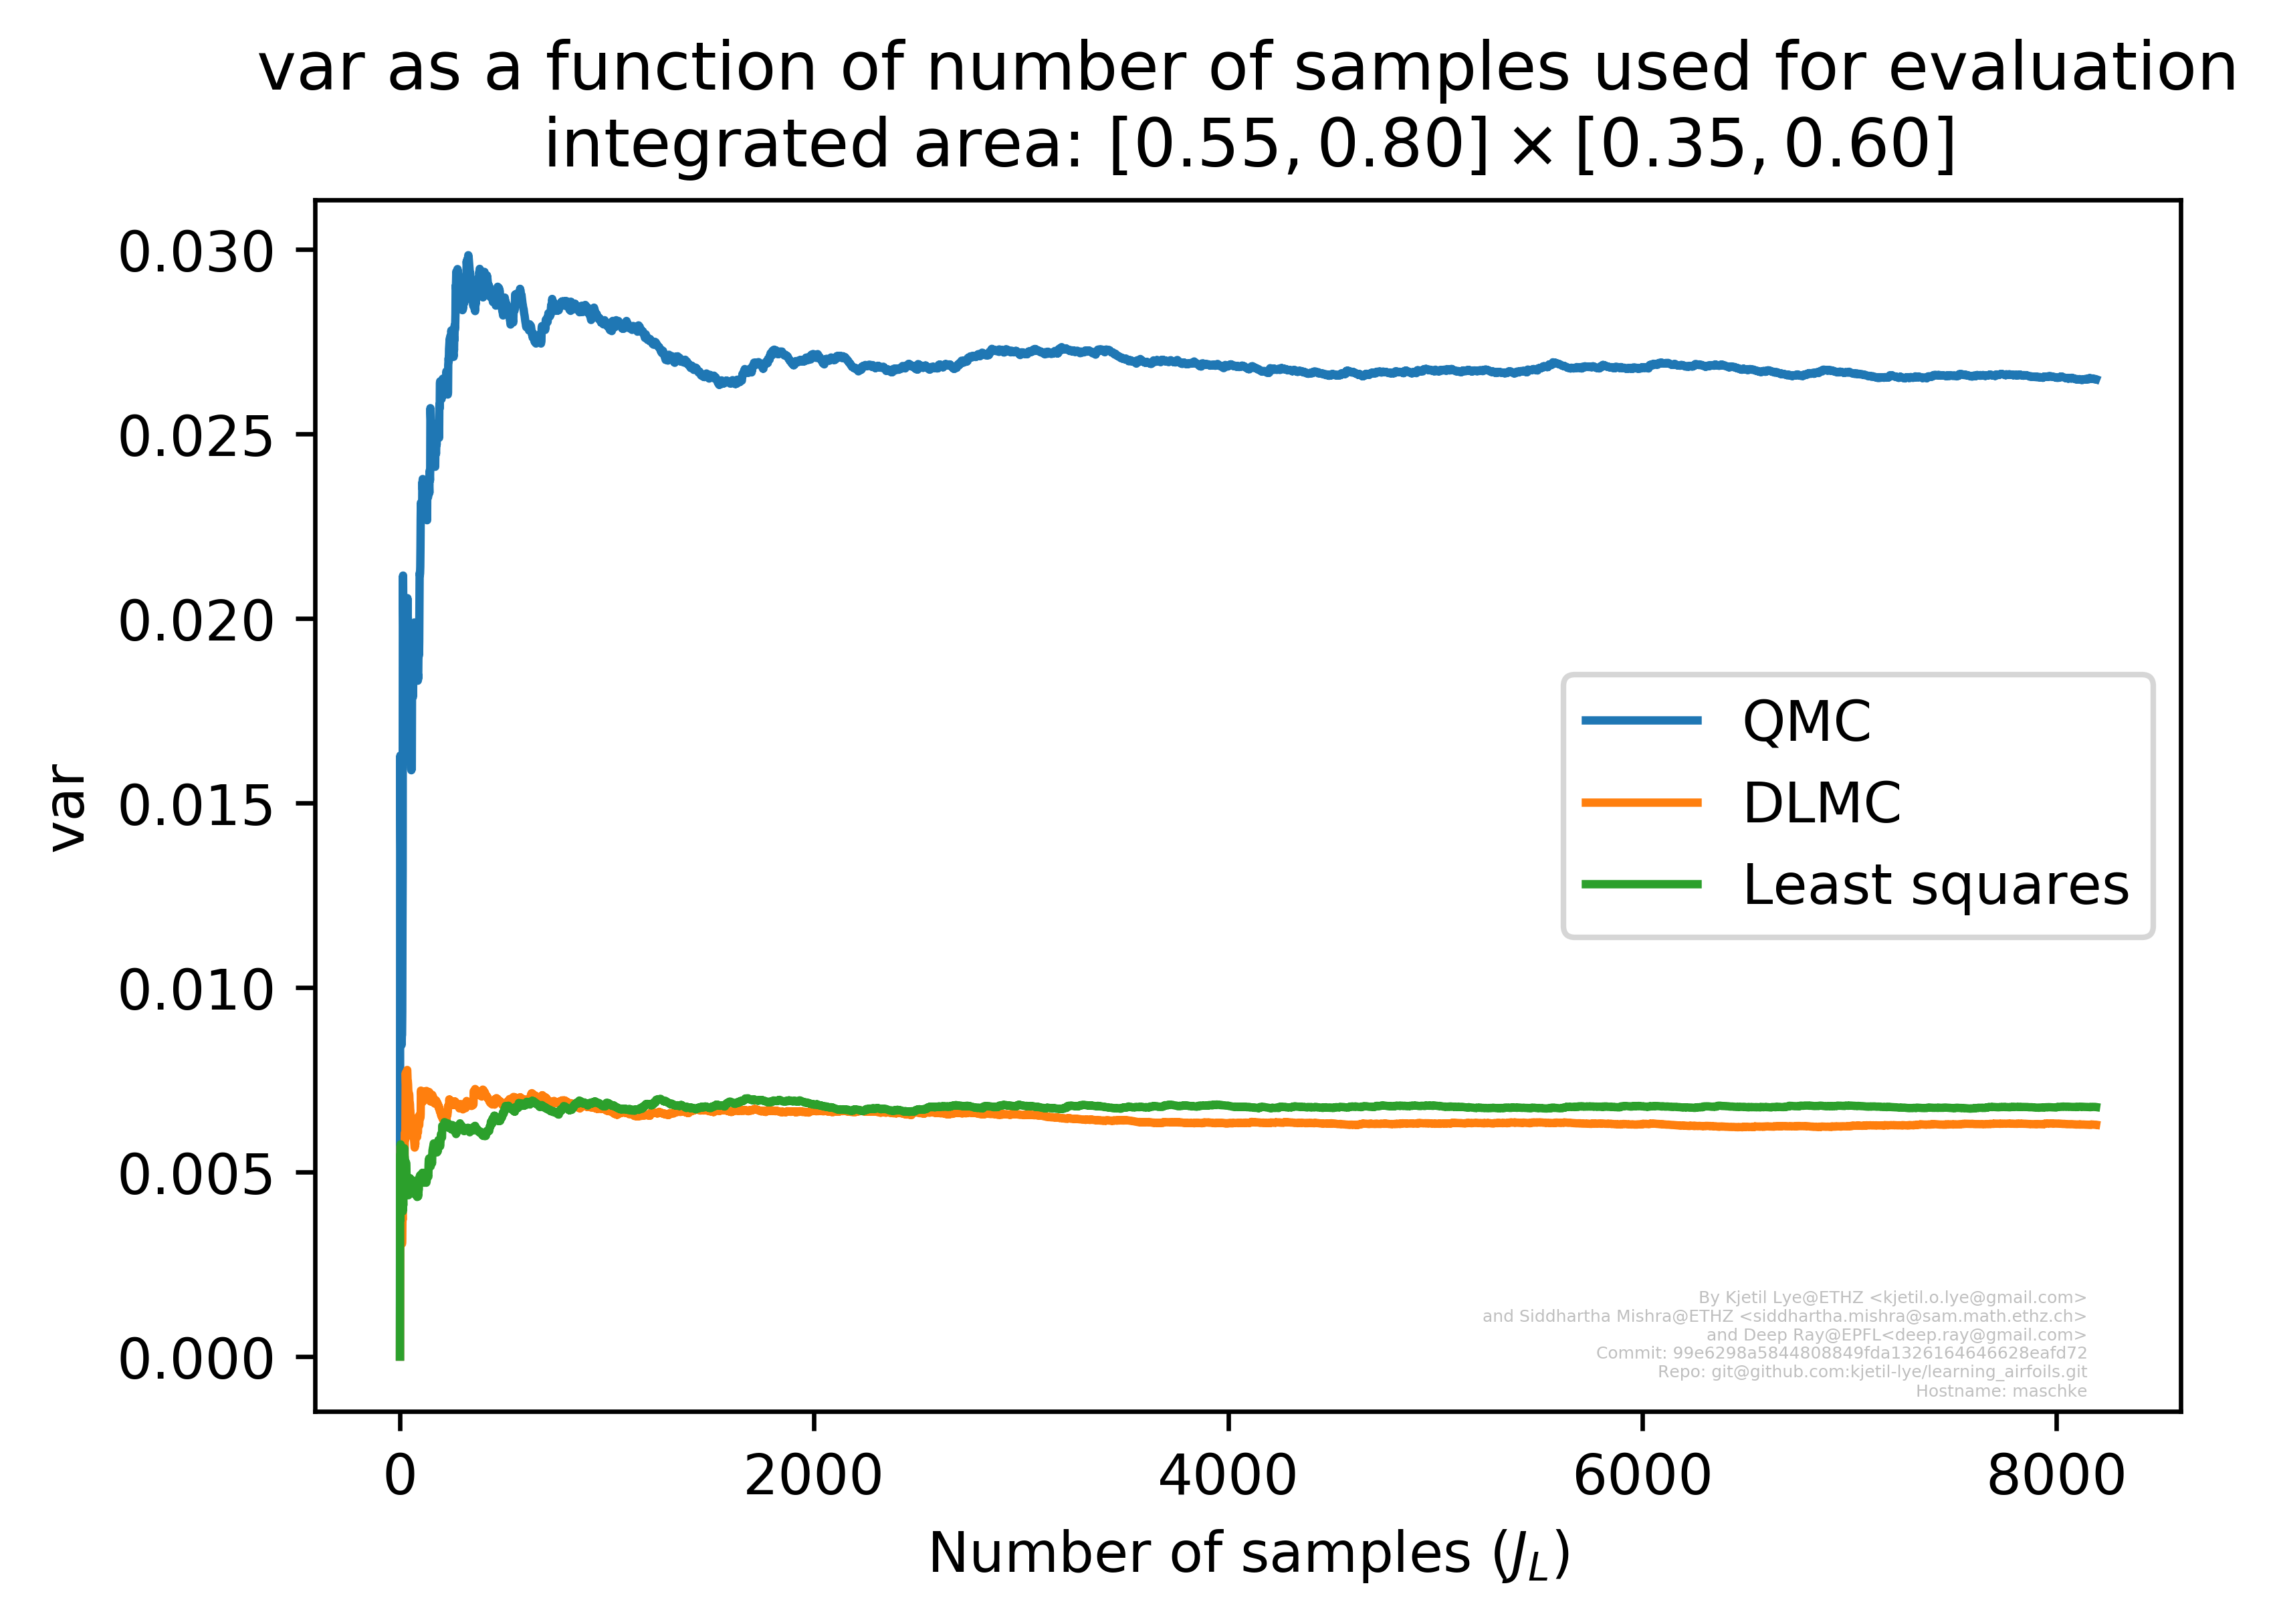 var as a function of number of samples used for evaluation
integrated area: [0.55, 0.80] × [0.35, 0.60]
0.030
0.025
0.020
0.015
0.010
0.005
0.000
var
QMC
DLMC
Least squares
By Kjetil Lye@ETHZ <kjetil.o.lye@gmail.com>
and Siddhartha Mishra@ETHZ <siddhartha.mishra@sam.math.ethz.ch>
and Deep Ray@EPFL<deep.ray@gmail.com>
Commit: 99e6298a5844808849fda1326164646628eafd72
Repo: git@github.com:kjetil-lye/learning_airfoils.git
Hostname: maschke
0 2000 4000 6000 8000
Number of samples (J_L)